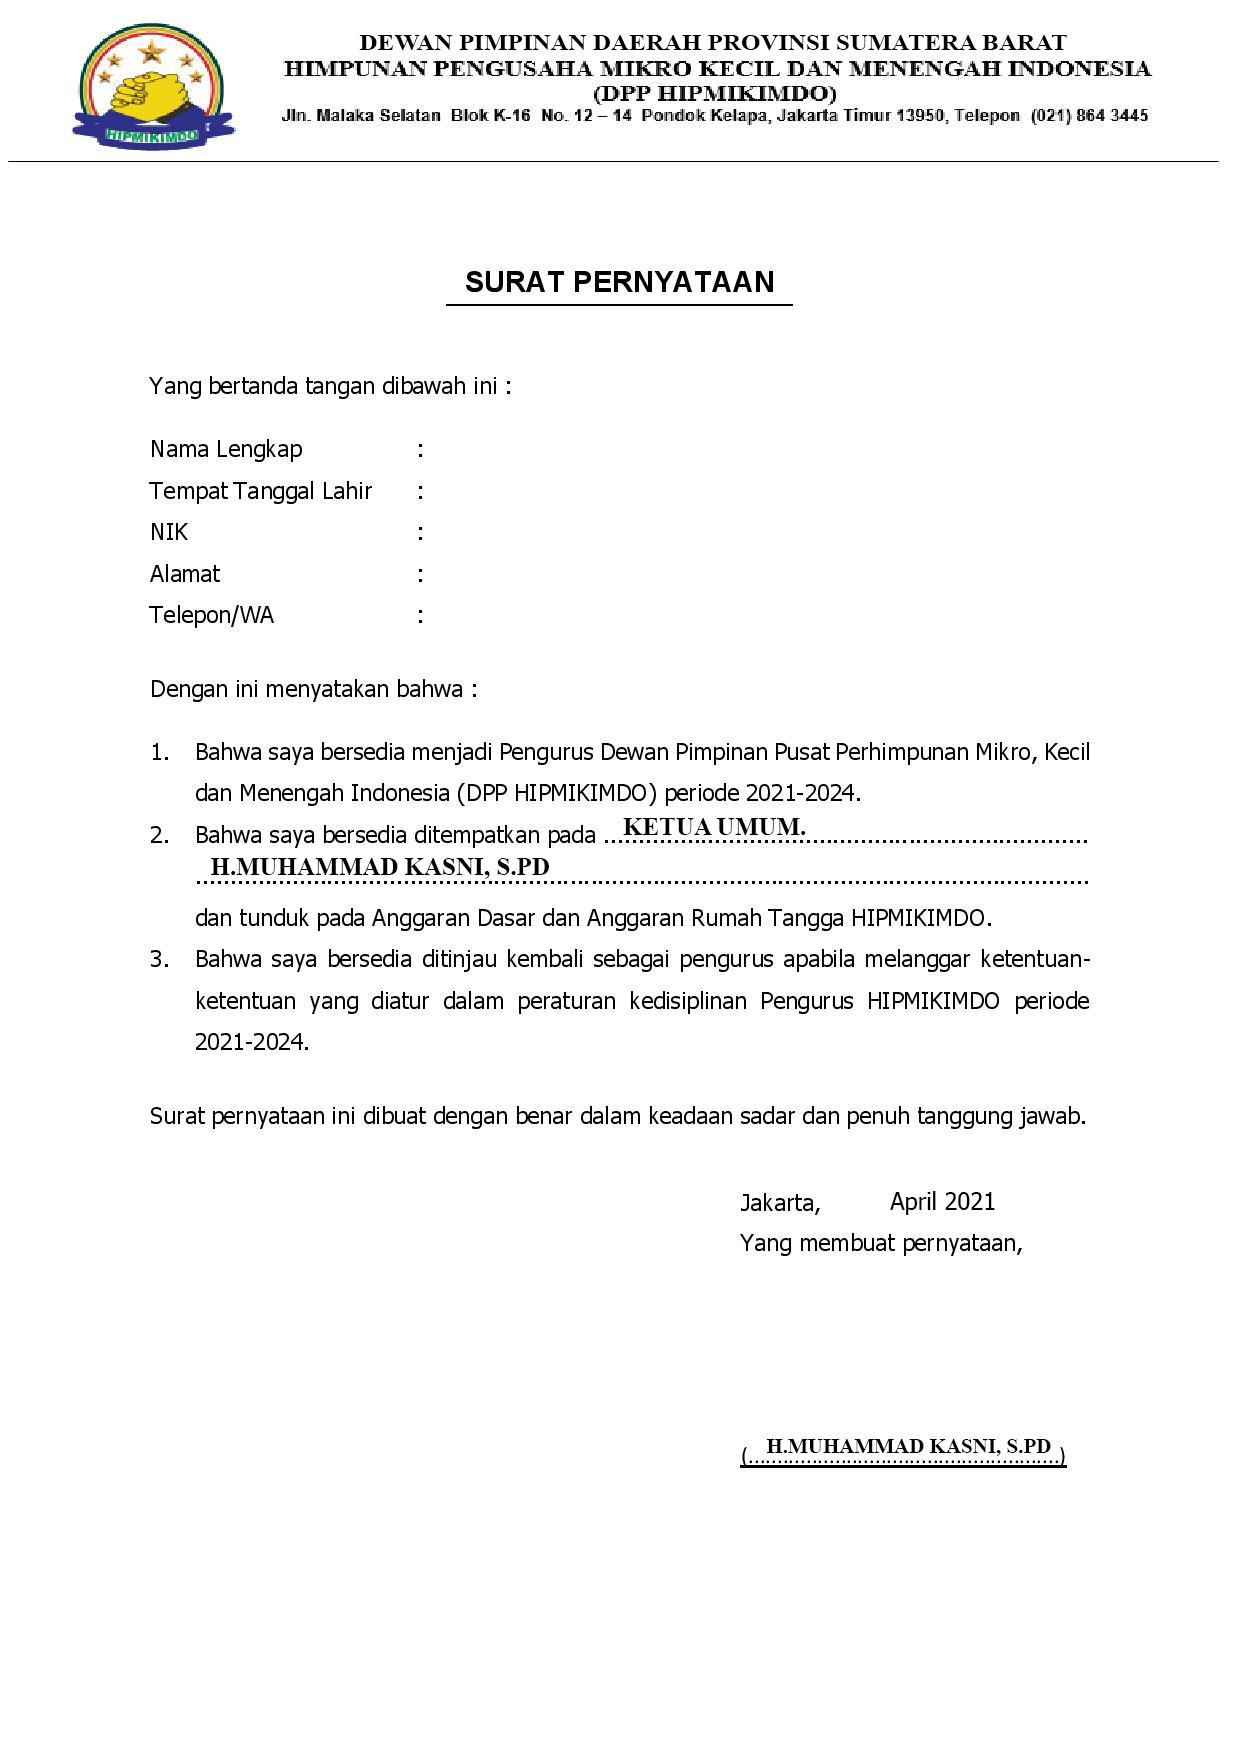 DEWAN PIMPINAN DAERAH PROVINSI SUMATERA BARAT
HIMPUNAN PENGUSAHA MIKRO KECIL DAN MENENGAH INDONESIA
(DPP HIPMIKIMDO)
Jln. Malaka Selatan Blok K-16 No. 12 – 14 Pondok Kelapa, Jakarta Timur 13950, Telepon (021) 864 3445
HIPMIKIMDO
SURAT PERNYATAAN
Yang bertanda tangan dibawah ini :
Nama Lengkap :
Tempat Tanggal Lahir :
NIK :
Alamat :
Telepon/WA :
Dengan ini menyatakan bahwa :
1. Bahwa saya bersedia menjadi Pengurus Dewan Pimpinan Pusat Perhimpunan Mikro, Kecil
dan Menengah Indonesia (DPP HIPMIKIMDO) periode 2021-2024.
2. Bahwa saya bersedia ditempatkan pada ...KETUA UMUM...................................
H.MUHAMMAD KASNI, S.PD..................................................
dan tunduk pada Anggaran Dasar dan Anggaran Rumah Tangga HIPMIKIMDO.
3. Bahwa saya bersedia ditinjau kembali sebagai pengurus apabila melanggar ketentuan-
ketentuan yang diatur dalam peraturan kedisiplinan Pengurus HIPMIKIMDO periode
2021-2024.
Surat pernyataan ini dibuat dengan benar dalam keadaan sadar dan penuh tanggung jawab.
Jakarta, April 2021
Yang membuat pernyataan,
(H.MUHAMMAD KASNI, S.PD)